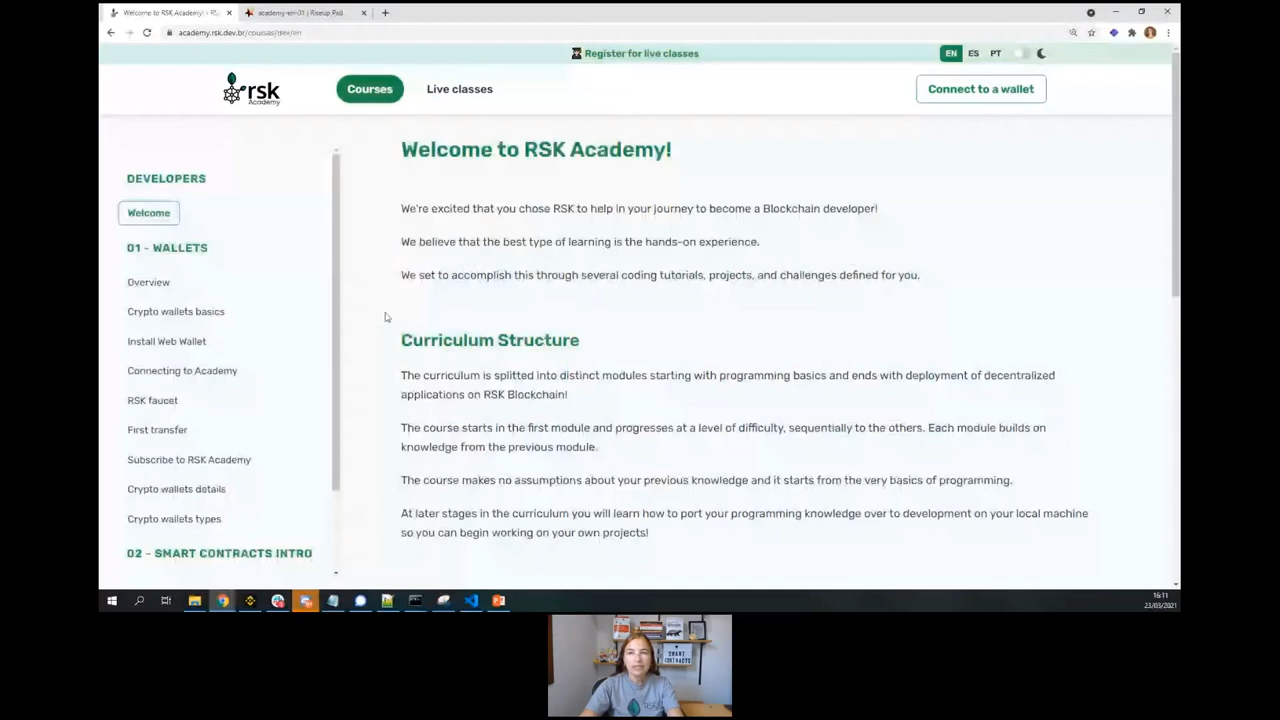 Welcome to RSK Academy! - RS
academy-en-01 | Riseup Pad
academy.rsk.dev.br/courses/dev/en
Register for live classes
EN ES PT
rsk
Academy
Courses
Live classes
Connect to a wallet
DEVELOPERS
Welcome
01 - WALLETS
Overview
Crypto wallets basics
Install Web Wallet
Connecting to Academy
RSK faucet
First transfer
Subscribe to RSK Academy
Crypto wallets details
Crypto wallets types
02 - SMART CONTRACTS INTRO
Welcome to RSK Academy!
We're excited that you chose RSK to help in your journey to become a Blockchain developer!
We believe that the best type of learning is the hands-on experience.
We set to accomplish this through several coding tutorials, projects, and challenges defined for you.
Curriculum Structure
The curriculum is splitted into distinct modules starting with programming basics and ends with deployment of decentralized
applications on RSK Blockchain!
The course starts in the first module and progresses at a level of difficulty, sequentially to the others. Each module builds on
knowledge from the previous module.
The course makes no assumptions about your previous knowledge and it starts from the very basics of programming.
At later stages in the curriculum you will learn how to port your programming knowledge over to development on your local machine
so you can begin working on your own projects!
16:11
23/03/2021
SMART
CONTRACTS
RSK